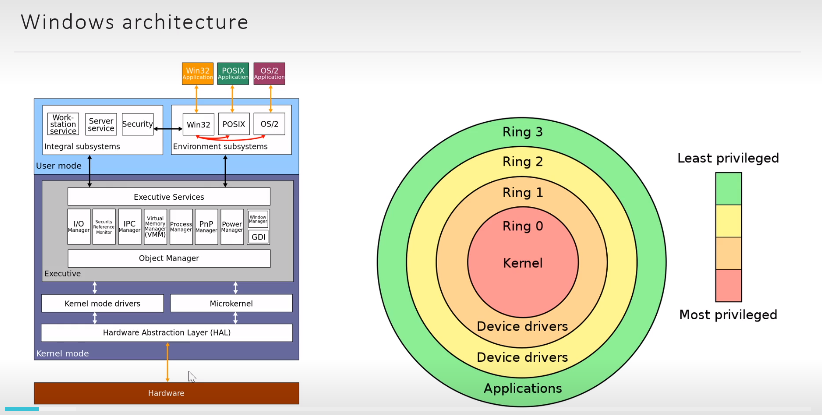 Windows architecture
Win32
Application
POSIX
Application
OS/2
Application
Work-
station
service
Server
service
Security
Integral subsystems
Win32
POSIX
OS/2
Environment subsystems
User mode
Executive Services
I/O
Manager
Security
Reference
Monitor
IPC
Manager
Virtual
Memory
Manager
(VMM)
Process
Manager
PnP
Manager
Power
Manager
Window
Manager
GDI
Object Manager
Executive
Kernel mode drivers
Microkernel
Hardware Abstraction Layer (HAL)
Kernel mode
Hardware
Ring 3
Ring 2
Ring 1
Ring 0
Kernel
Device drivers
Device drivers
Applications
Least privileged
Most privileged